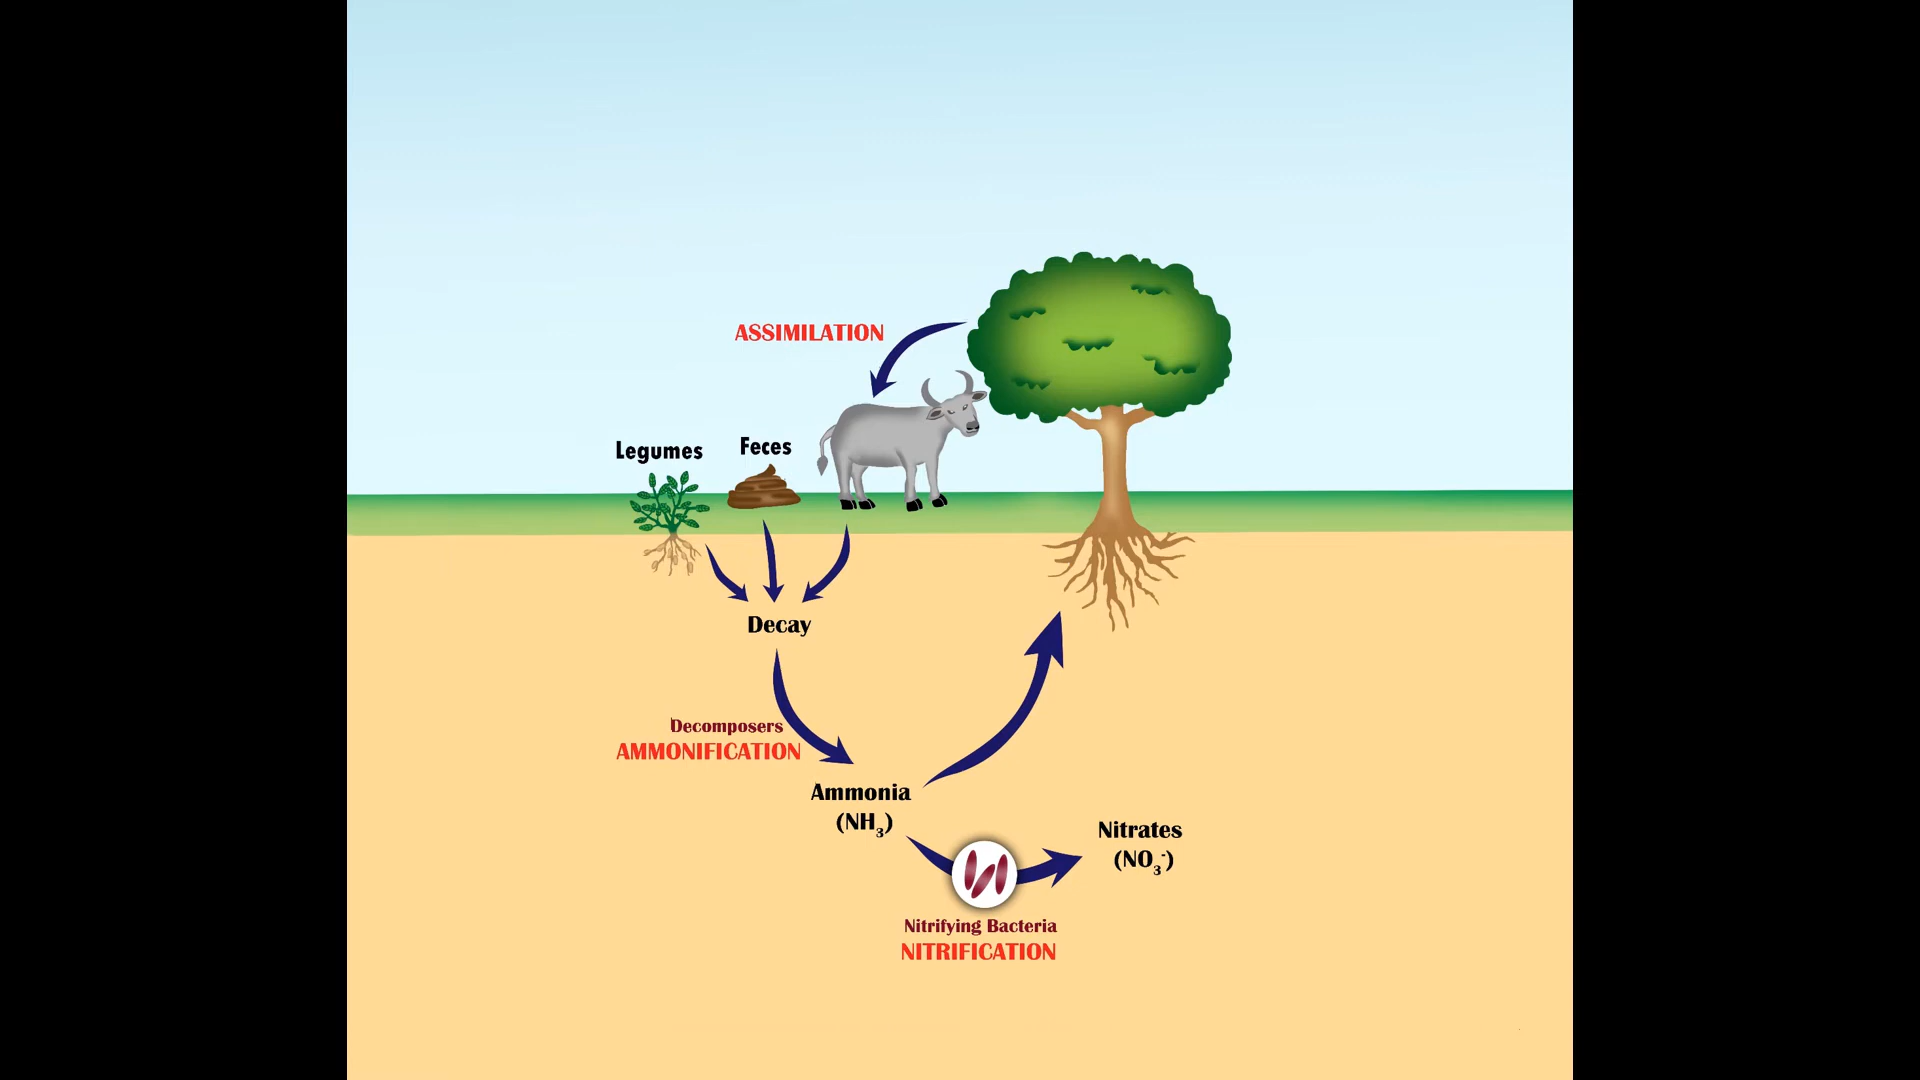 ASSIMILATION
Legumes
Feces
Decay
Decomposers
AMMONIFICATION
Ammonia
(NH₃)
Nitrates
(NO₃⁻)
Nitrifying Bacteria
NITRIFICATION